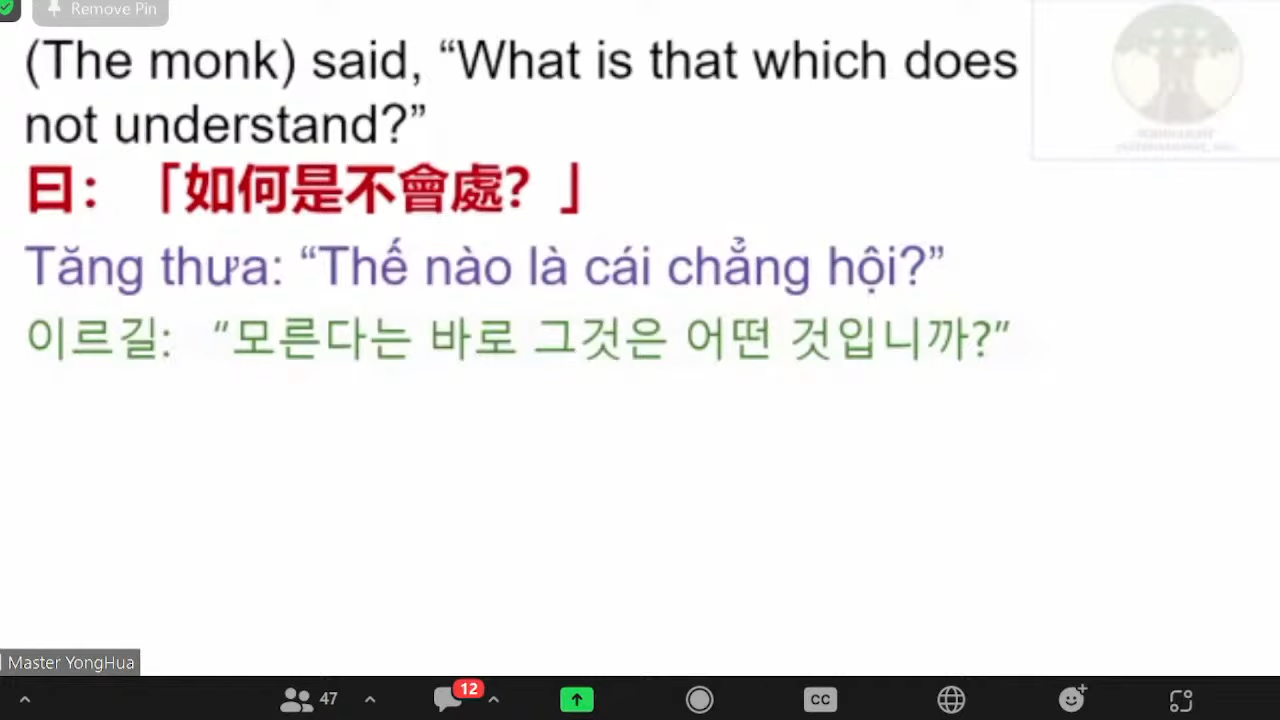 Remove Pin
(The monk) said, “What is that which does
not understand?”
曰：「如何是不會處？」
Tăng thưa: “Thế nào là cái chẳng hội?”
이르길: “모른다는 바로 그것은 어떤 것입니까?”
Master YongHua
47
12
CC